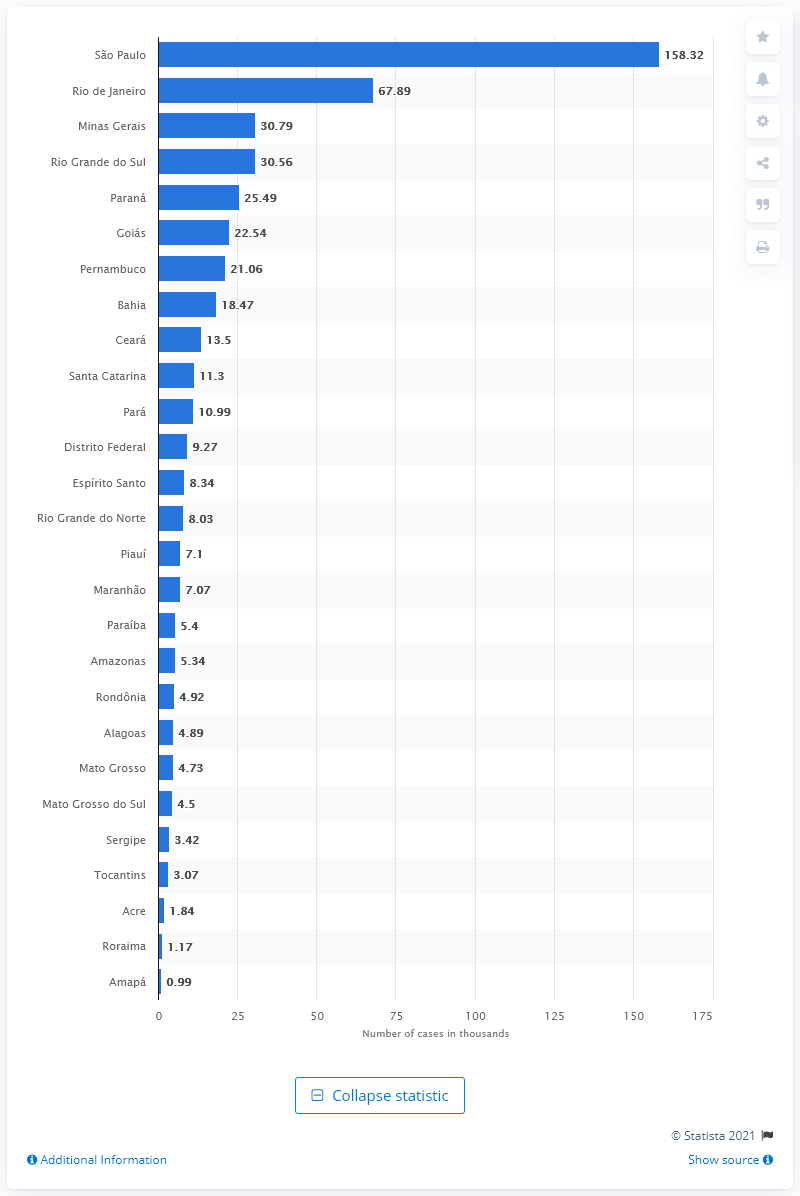 São Paulo 158.32
Rio de Janeiro 67.89
Minas Gerais 30.79
Rio Grande do Sul 30.56
Paraná 25.49
Goiás 22.54
Pernambuco 21.06
Bahia 18.47
Ceará 13.5
Santa Catarina 11.3
Pará 10.99
Distrito Federal 9.27
Espírito Santo 8.34
Rio Grande do Norte 8.03
Piauí 7.1
Maranhão 7.07
Paraíba 5.4
Amazonas 5.34
Rondônia 4.92
Alagoas 4.89
Mato Grosso 4.73
Mato Grosso do Sul 4.5
Sergipe 3.42
Tocantins 3.07
Acre 1.84
Roraima 1.17
Amapá 0.99
0 25 50 75 100 125 150 175
Number of cases in thousands
Collapse statistic
© Statista 2021
Additional Information Show source